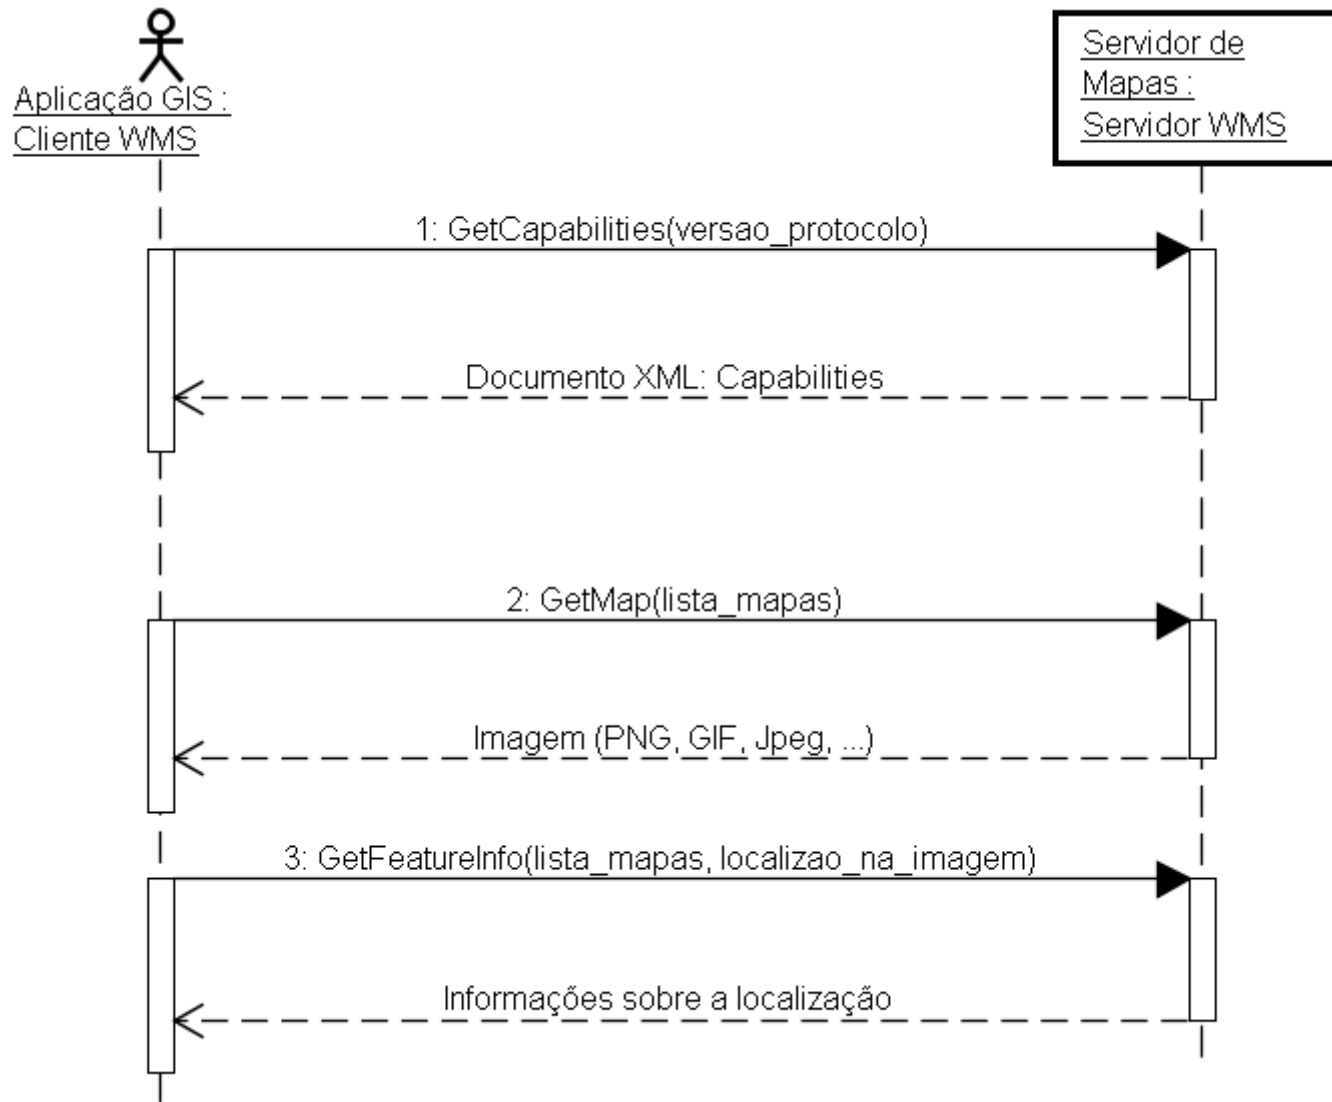 Aplicação GIS :
Cliente WMS
Servidor de
Mapas :
Servidor WMS
1: GetCapabilities(versao_protocolo)
Documento XML: Capabilities
2: GetMap(lista_mapas)
Imagem (PNG, GIF, Jpeg, ...)
3: GetFeatureInfo(lista_mapas, localizao_na_imagem)
Informações sobre a localização